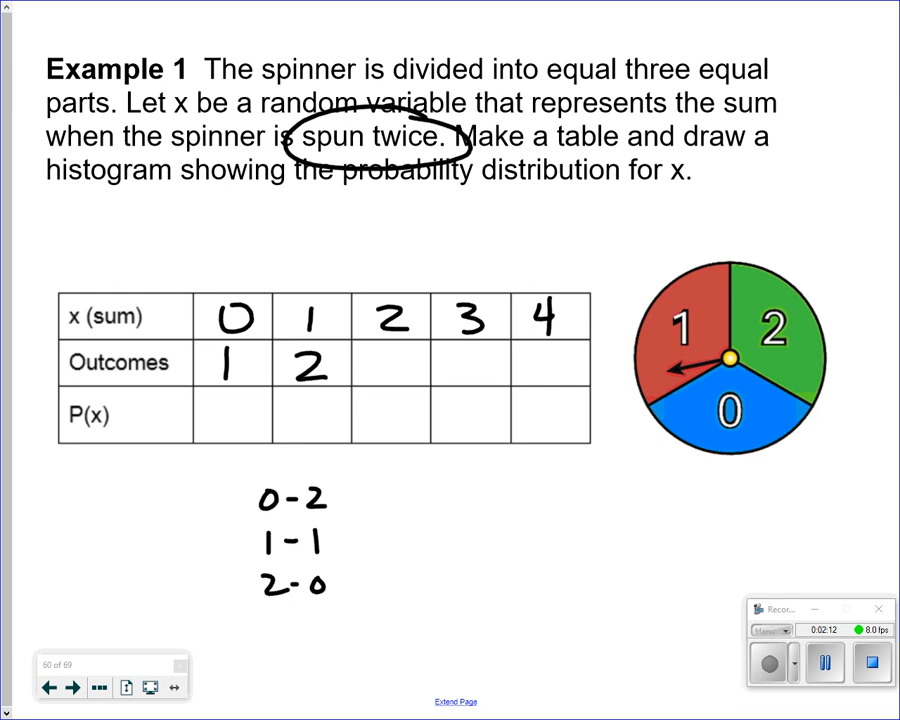 Example 1 The spinner is divided into equal three equal
parts. Let x be a random variable that represents the sum
when the spinner is spun twice. Make a table and draw a
histogram showing the probability distribution for x.
x (sum) 0 1 2 3 4
Outcomes 1 2
P(x)
1 2
0
0-2
1-1
2-0
Recor...
Menu
0:02:12 8.0 fps
60 of 69
Extend Page